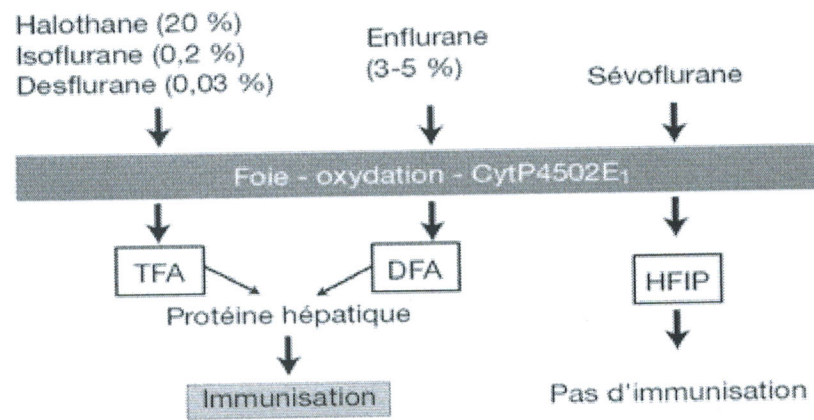 Halothane (20 %)
Isoflurane (0,2 %)
Desflurane (0,03 %)
Enflurane
(3-5 %)
Sévoflurane
Foie - oxydation - CytP4502E₁
TFA
DFA
HFIP
Protéine hépatique
Immunisation
Pas d'immunisation